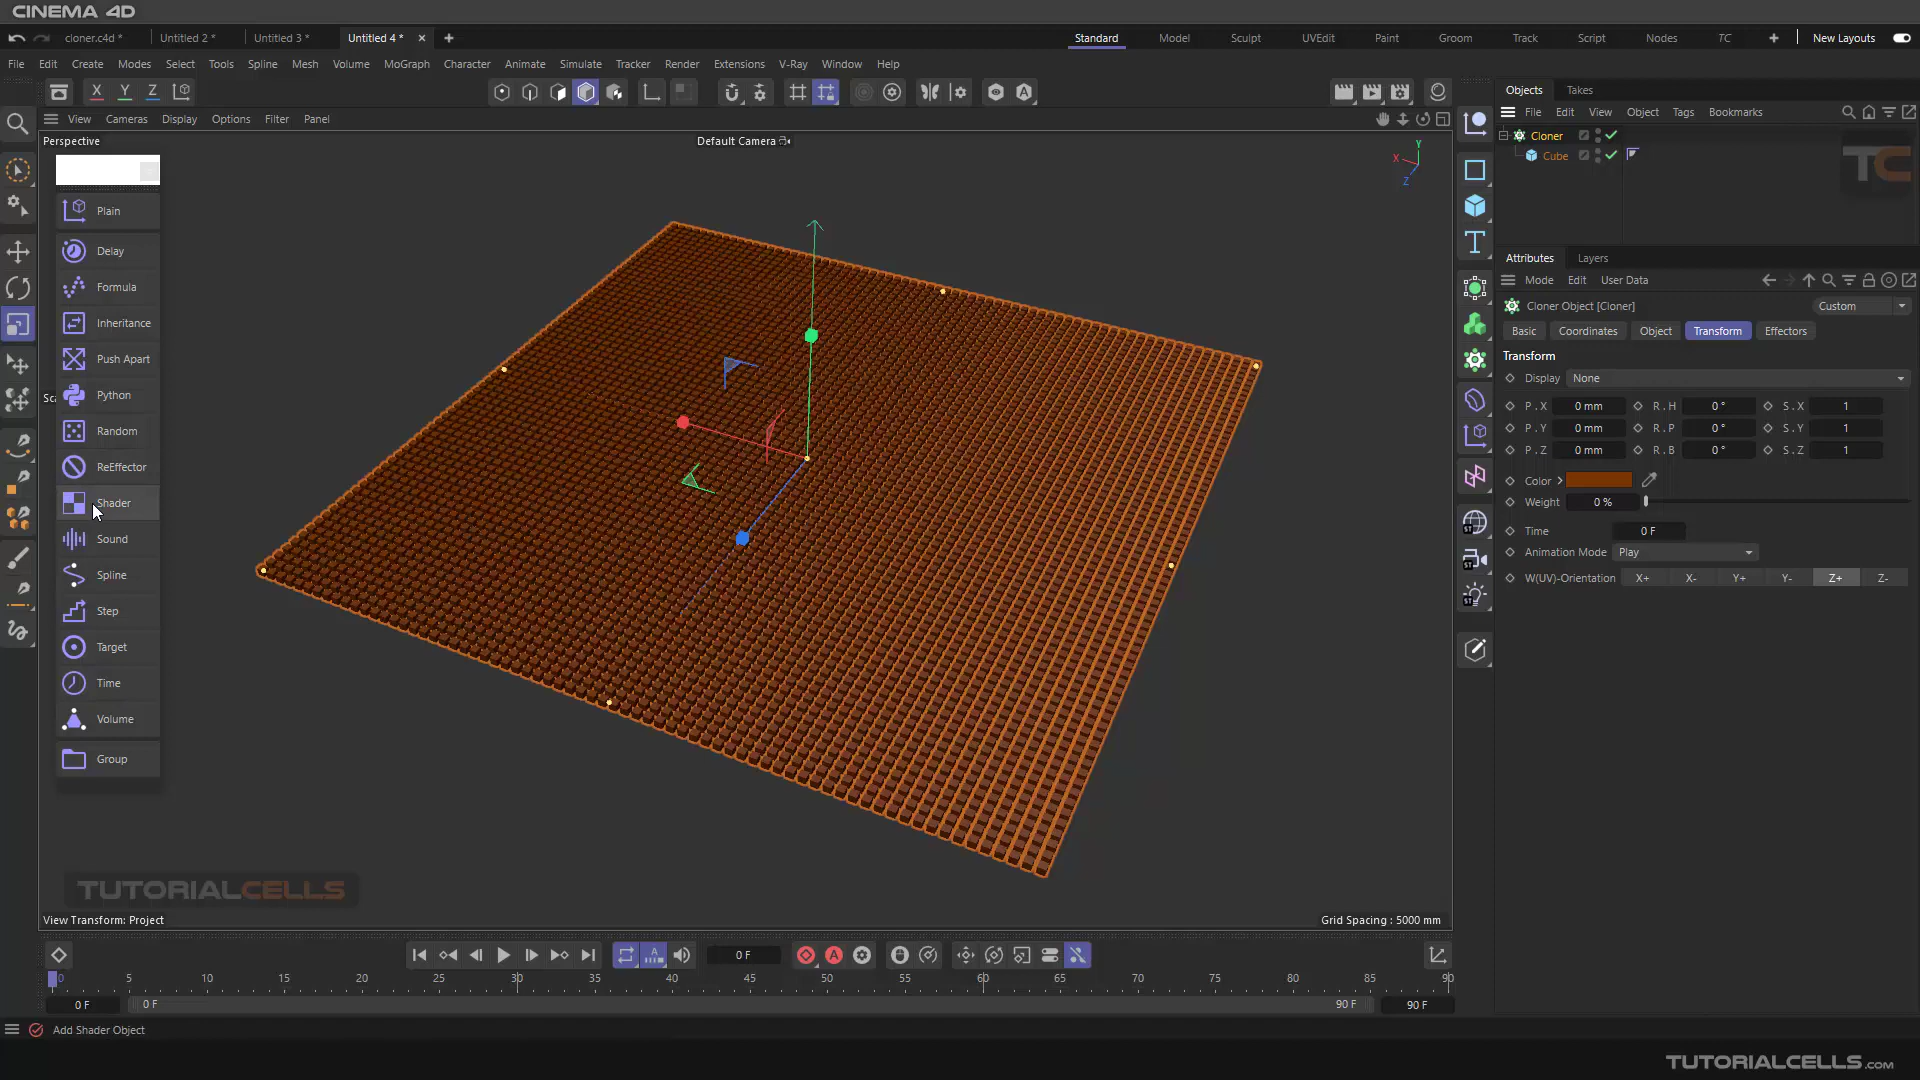 CINEMA 4D
cloner.c4d *
Untitled 2 *
Untitled 3 *
Untitled 4 *
Standard
Model
Sculpt
UVEdit
Paint
Groom
Track
Script
Nodes
TC
New Layouts
File Edit Create Modes Select Tools Spline Mesh Volume MoGraph Character Animate Simulate Tracker Render Extensions V-Ray Window Help
X Y Z
View Cameras Display Options Filter Panel
Perspective
Default Camera
Y
X
Z
Plain
Delay
Formula
Inheritance
Push Apart
Python
Random
ReEffector
Shader
Sound
Spline
Step
Target
Time
Volume
Group
TUTORIALCELLS
View Transform: Project
Grid Spacing : 5000 mm
Objects Takes
File Edit View Object Tags Bookmarks
Cloner
Cube
TC
Attributes Layers
Mode Edit User Data
Cloner Object [Cloner]
Custom
Basic Coordinates Object Transform Effectors
Transform
Display None
P . X 0 mm R . H 0 ° S . X 1
P . Y 0 mm R . P 0 ° S . Y 1
P . Z 0 mm R . B 0 ° S . Z 1
Color
Weight 0 %
Time 0 F
Animation Mode Play
W(UV)-Orientation X+ X- Y+ Y- Z+ Z-
ST
ST
ST
0 F
0 5 10 15 20 25 30 35 40 45 50 55 60 65 70 75 80 85 90
0 F
0 F
90 F
90 F
Add Shader Object
TUTORIALCELLS.com